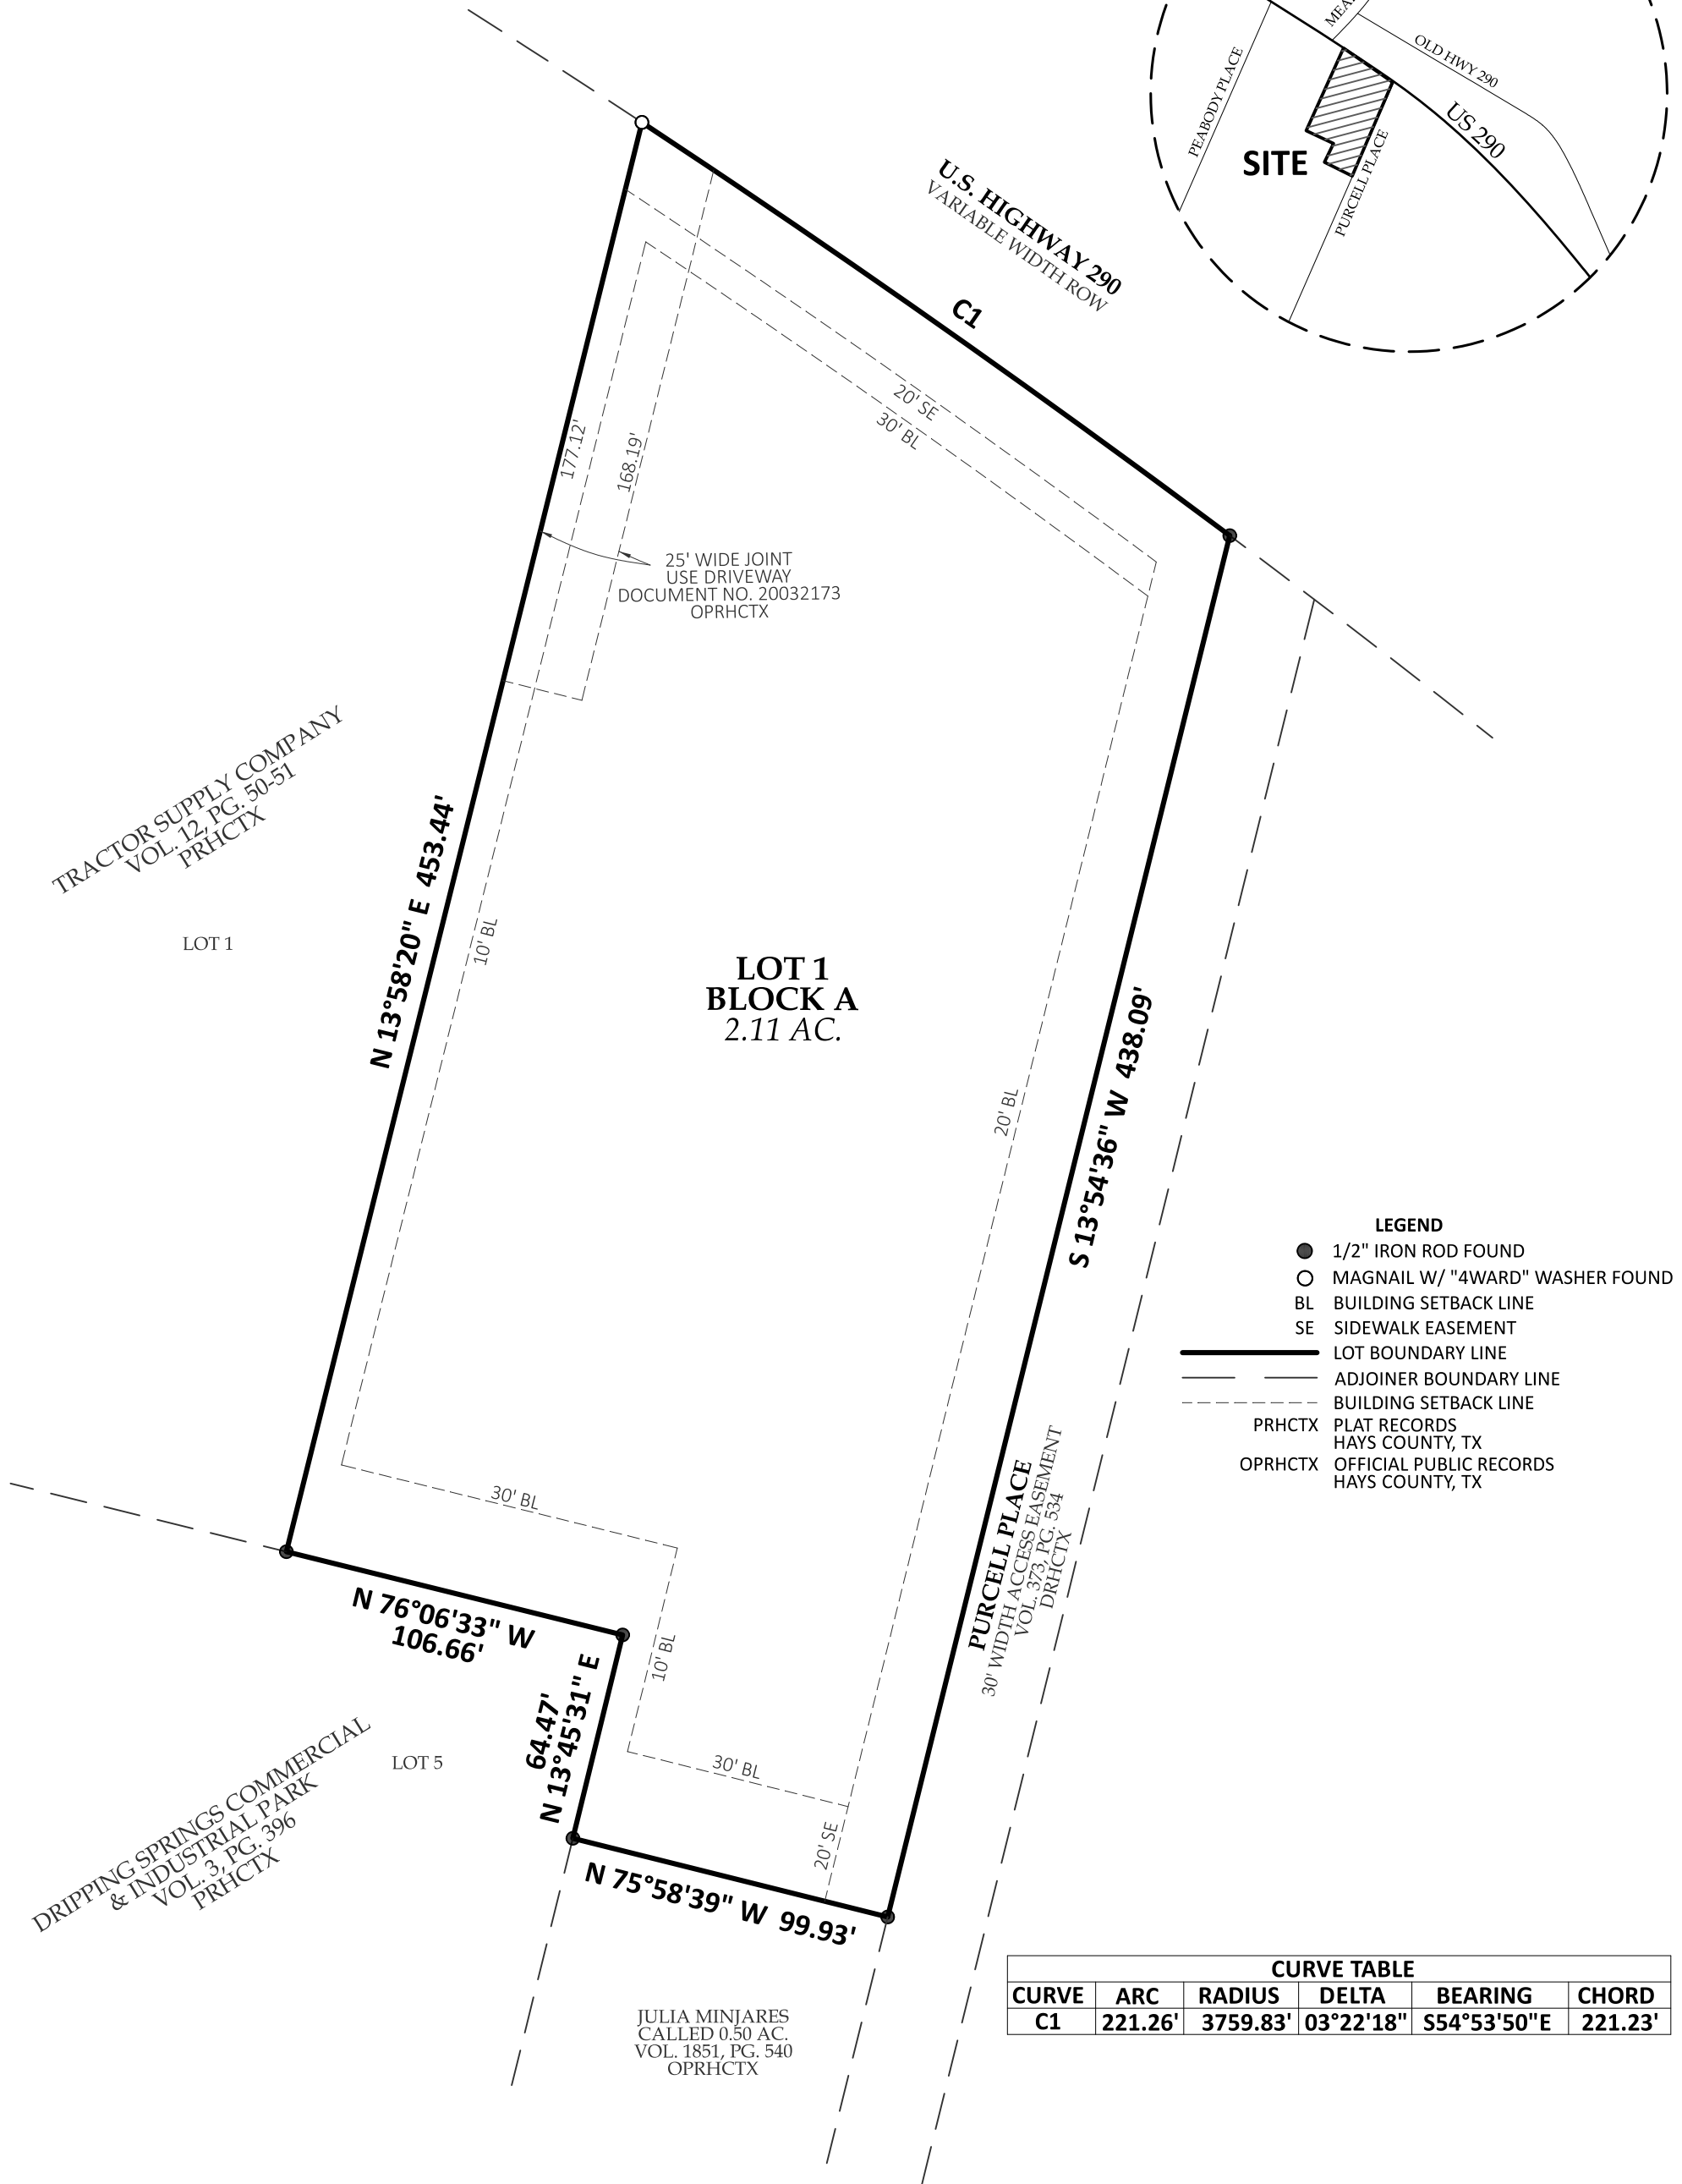 MEA
OLD HWY 290
PEABODY PLACE
US 290
SITE
PURCELL PLACE
U.S. HIGHWAY 290
VARIABLE WIDTH ROW
C1
20' SE
30' BL
177.12'
168.19'
25' WIDE JOINT
USE DRIVEWAY
DOCUMENT NO. 20032173
OPRHCTX
TRACTOR SUPPLY COMPANY
VOL. 12, PG. 50-51
PRHCTX
LOT 1
N 13°58'20" E 453.44'
10' BL
LOT 1
BLOCK A
2.11 AC.
20' BL
S 13°54'36" W 438.09'
LEGEND
1/2" IRON ROD FOUND
MAGNAIL W/ "4WARD" WASHER FOUND
BL BUILDING SETBACK LINE
SE SIDEWALK EASEMENT
LOT BOUNDARY LINE
ADJOINER BOUNDARY LINE
BUILDING SETBACK LINE
PRHCTX PLAT RECORDS
HAYS COUNTY, TX
OPRHCTX OFFICIAL PUBLIC RECORDS
HAYS COUNTY, TX
PURCELL PLACE
30' WIDTH ACCESS EASEMENT
VOL. 373, PG. 534
DRHCTX
30' BL
N 76°06'33" W
106.66'
10' BL
64.47'
N 13°45'31" E
30' BL
20' SE
LOT 5
DRIPPING SPRINGS COMMERCIAL
& INDUSTRIAL PARK
VOL. 3, PG. 396
PRHCTX
N 75°58'39" W 99.93'
JULIA MINJARES
CALLED 0.50 AC.
VOL. 1851, PG. 540
OPRHCTX
CURVE TABLE
CURVE ARC RADIUS DELTA BEARING CHORD
C1 221.26' 3759.83' 03°22'18" S54°53'50"E 221.23'